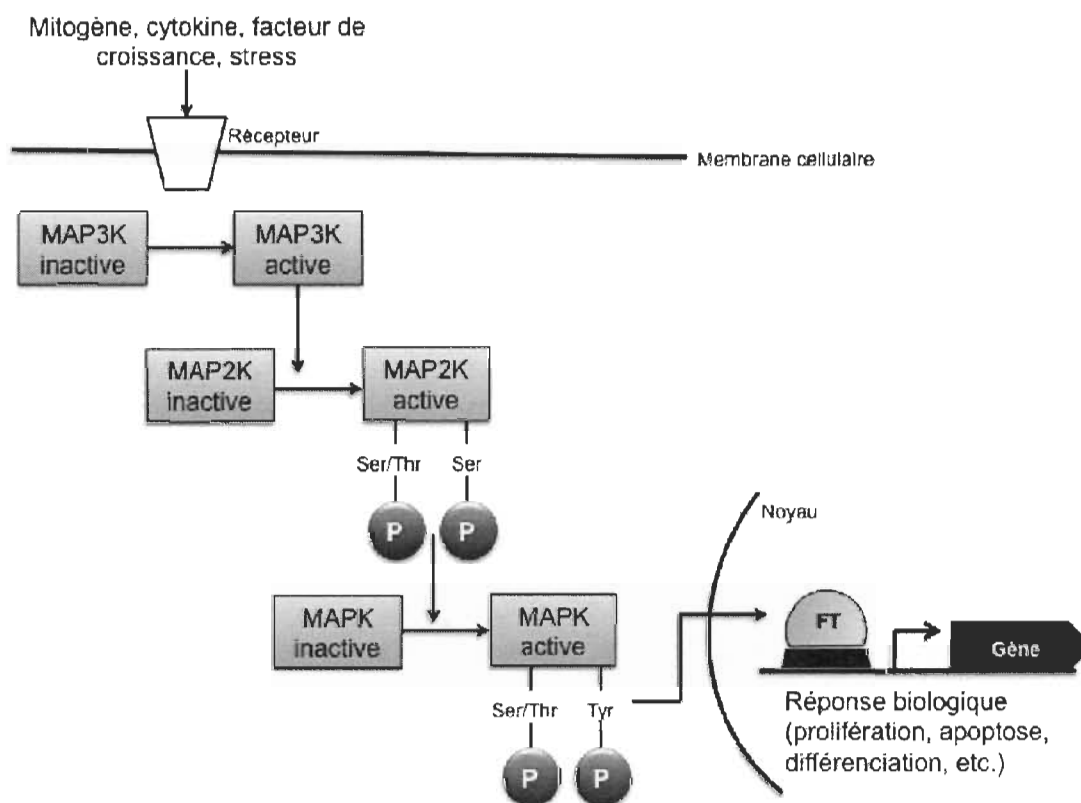 Mitogène, cytokine, facteur de
croissance, stress
Récepteur
Membrane cellulaire
MAP3K
inactive
MAP3K
active
MAP2K
inactive
MAP2K
active
Ser/Thr
Ser
P
P
Noyau
MAPK
inactive
MAPK
active
FT
Gène
Ser/Thr
Tyr
P
P
Réponse biologique
(prolifération, apoptose,
différenciation, etc.)